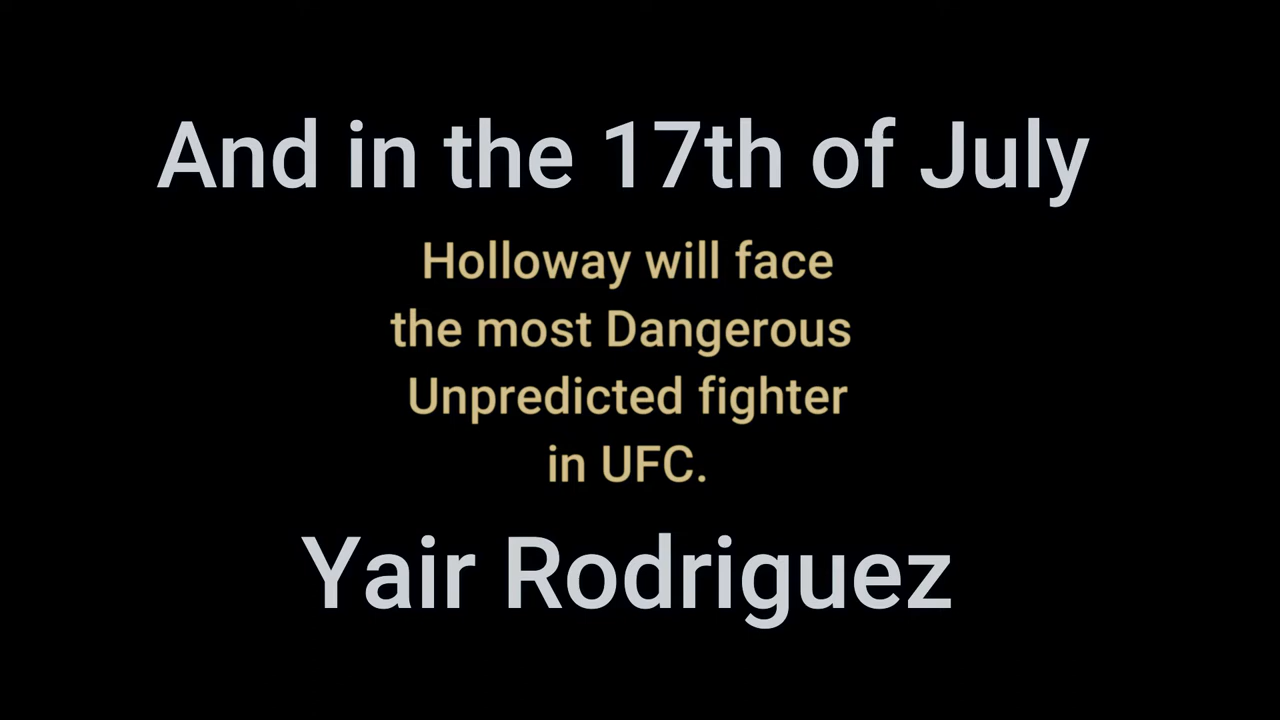 And in the 17th of July
Holloway will face
the most Dangerous
Unpredicted fighter
in UFC.
Yair Rodriguez